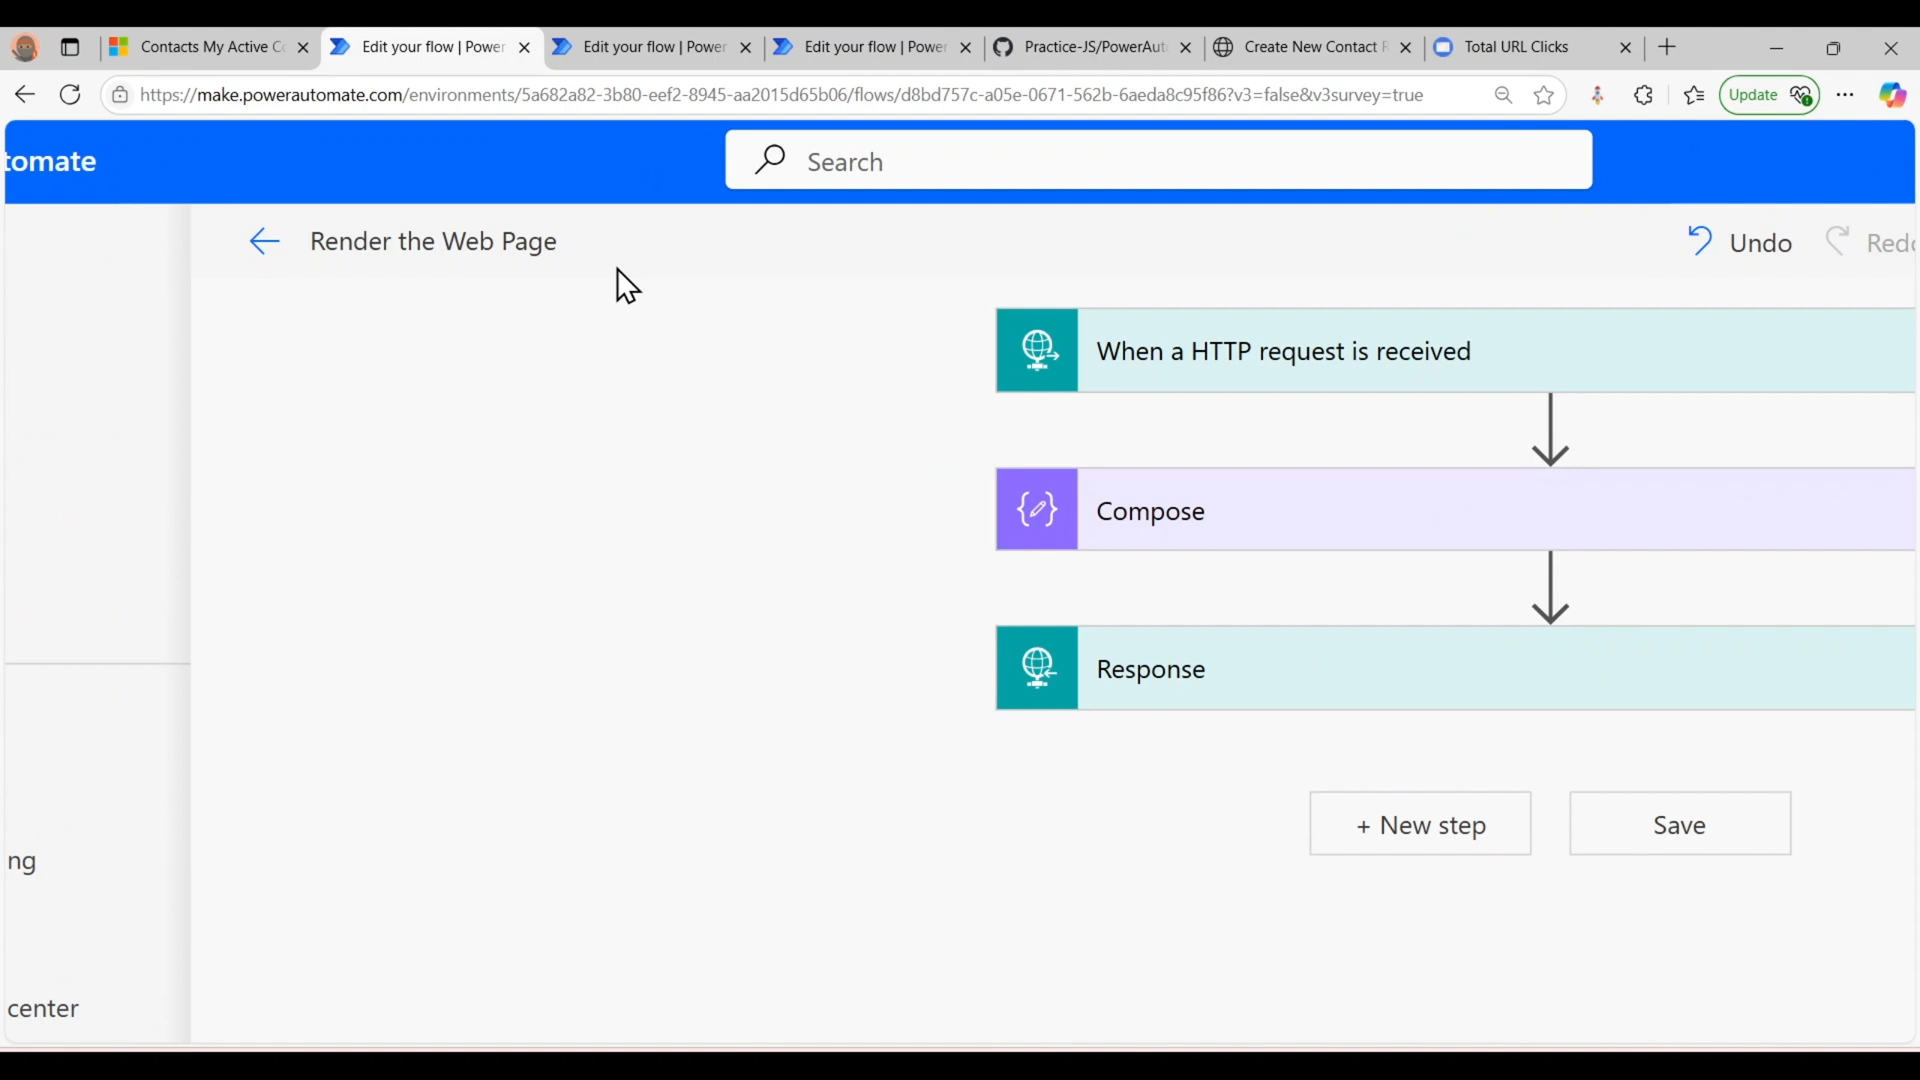 Contacts My Active C
Edit your flow | Power
Edit your flow | Power
Edit your flow | Power
Practice-JS/PowerAut
Create New Contact R
Total URL Clicks
https://make.powerautomate.com/environments/5a682a82-3b80-eef2-8945-aa2015d65b06/flows/d8bd757c-a05e-0671-562b-6aeda8c95f86?v3=false&v3survey=true
Update
tomate
Search
Render the Web Page
Undo
Redo
When a HTTP request is received
Compose
Response
+ New step
Save
ng
center